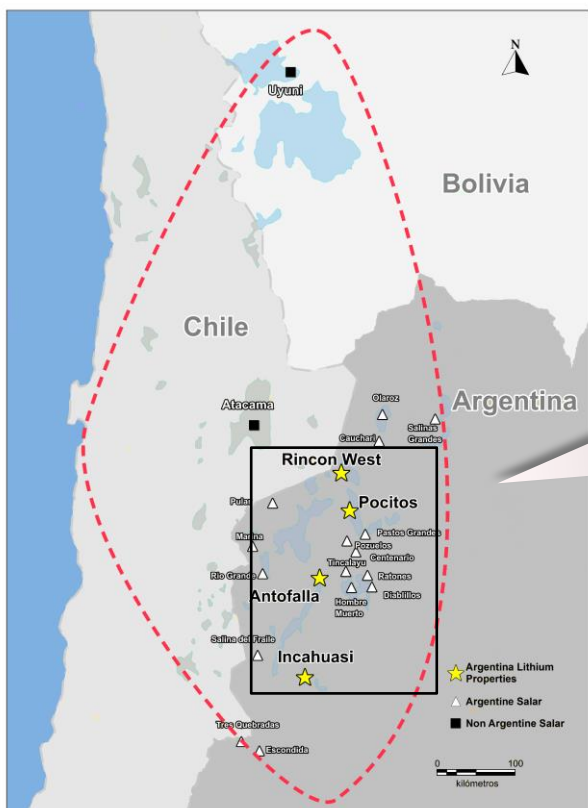 N
Uyuni
Bolivia
Chile
Olaroz
Argentina
Atacama
Salinas
Grandes
Cauchari
Rincon West
Pular
Pocitos
Pastos Grandes
Marina
Pozuelos
Centenario
Tincalayu
Rio Grande
Ratones
Antofalla
Diablillos
Hombre
Muerto
Salina del Fraile
Incahuasi
Argentina Lithium
Properties
Argentine Salar
Tres Quebradas
Non Argentine Salar
Escondida
0 100
kilómetros